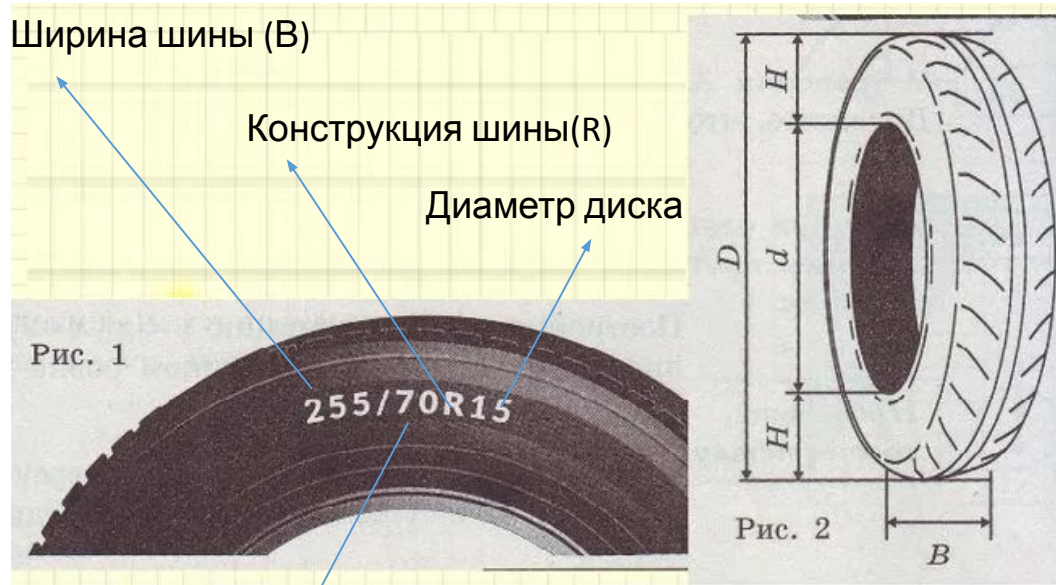 Ширина шины (В)
Конструкция шины(R)
Диаметр диска
Рис. 1
255/70R15
H
D
d
H
Рис. 2
B